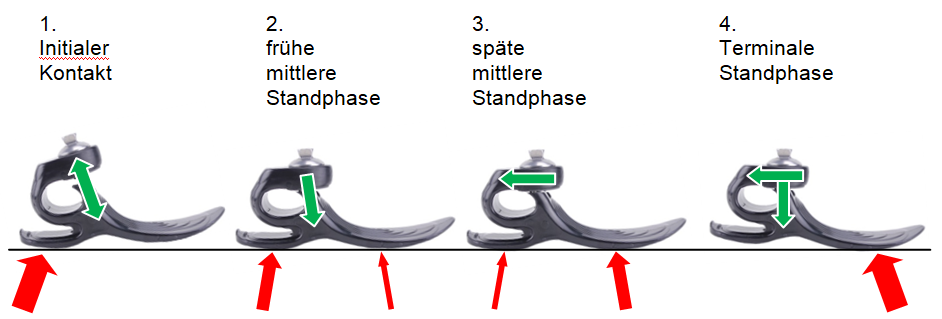 1.
Initialer
Kontakt
2.
frühe
mittlere
Standphase
3.
späte
mittlere
Standphase
4.
Terminale
Standphase